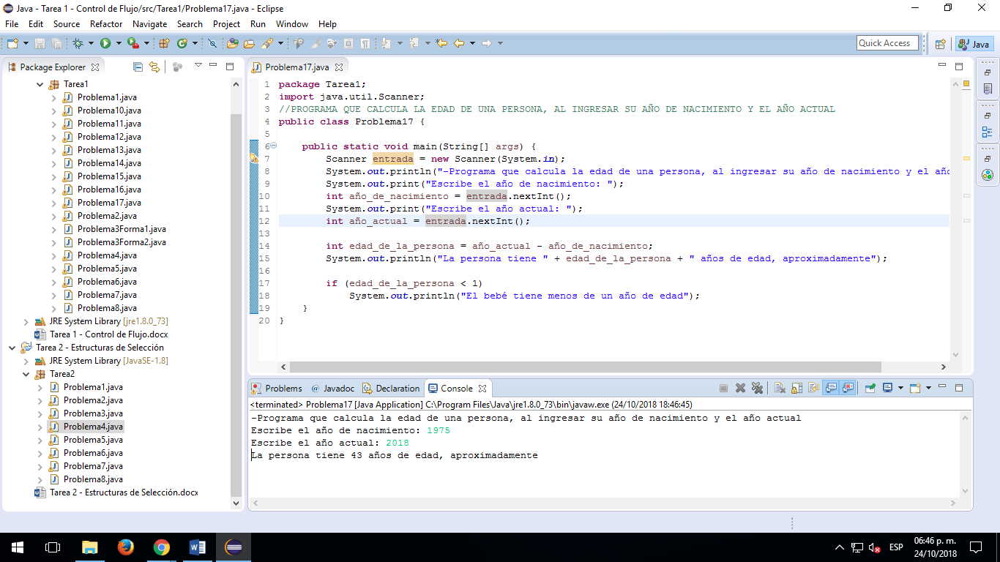 Java - Tarea 1 - Control de Flujo/src/Tarea1/Problema17.java - Eclipse
File Edit Source Refactor Navigate Search Project Run Window Help
Quick Access
Java
Package Explorer
Tarea1
Problema1.java
Problema10.java
Problema11.java
Problema12.java
Problema13.java
Problema14.java
Problema15.java
Problema16.java
Problema17.java
Problema2.java
Problema3Forma1.java
Problema3Forma2.java
Problema4.java
Problema5.java
Problema6.java
Problema7.java
Problema8.java
JRE System Library [jre1.8.0_73]
Tarea 1 - Control de Flujo.docx
Tarea 2 - Estructuras de Selección
JRE System Library [JavaSE-1.8]
Tarea2
Problema1.java
Problema2.java
Problema3.java
Problema4.java
Problema5.java
Problema6.java
Problema7.java
Problema8.java
Tarea 2 - Estructuras de Selección.docx
Problema17.java
1 package Tarea1;
2 import java.util.Scanner;
3 //PROGRAMA QUE CALCULA LA EDAD DE UNA PERSONA, AL INGRESAR SU AÑO DE NACIMIENTO Y EL AÑO ACTUAL
4 public class Problema17 {
5
6 public static void main(String[] args) {
7 Scanner entrada = new Scanner(System.in);
8 System.out.println("-Programa que calcula la edad de una persona, al ingresar su año de nacimiento y el año
9 System.out.print("Escribe el año de nacimiento: ");
10 int año_de_nacimiento = entrada.nextInt();
11 System.out.print("Escribe el año actual: ");
12 int año_actual = entrada.nextInt();
13
14 int edad_de_la_persona = año_actual - año_de_nacimiento;
15 System.out.println("La persona tiene " + edad_de_la_persona + " años de edad, aproximadamente");
16
17 if (edad_de_la_persona < 1)
18 System.out.println("El bebé tiene menos de un año de edad");
19 }
20 }
Problems @ Javadoc Declaration Console
<terminated> Problema17 [Java Application] C:\Program Files\Java\jre1.8.0_73\bin\javaw.exe (24/10/2018 18:46:45)
-Programa que calcula la edad de una persona, al ingresar su año de nacimiento y el año actual
Escribe el año de nacimiento: 1975
Escribe el año actual: 2018
La persona tiene 43 años de edad, aproximadamente
ESP
06:46 p. m.
24/10/2018